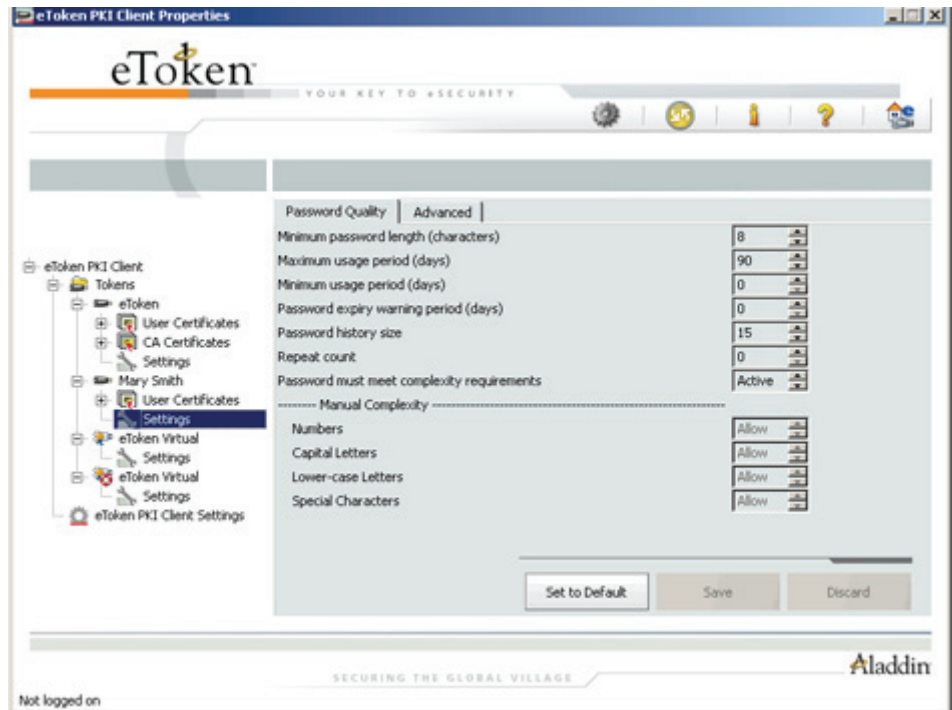 eToken PKI Client Properties
eToken
YOUR KEY TO eSECURITY
Password Quality
Advanced
Minimum password length (characters) 8
Maximum usage period (days) 90
Minimum usage period (days) 0
Password expiry warning period (days) 0
Password history size 15
Repeat count 0
Password must meet complexity requirements Active
Manual Complexity
Numbers Allow
Capital Letters Allow
Lower-case Letters Allow
Special Characters Allow
eToken PKI Client
Tokens
eToken
User Certificates
CA Certificates
Settings
Mary Smith
User Certificates
Settings
eToken Virtual
Settings
eToken Virtual
Settings
eToken PKI Client Settings
Set to Default
Save
Discard
SECURING THE GLOBAL VILLAGE
Aladdin
Not logged on